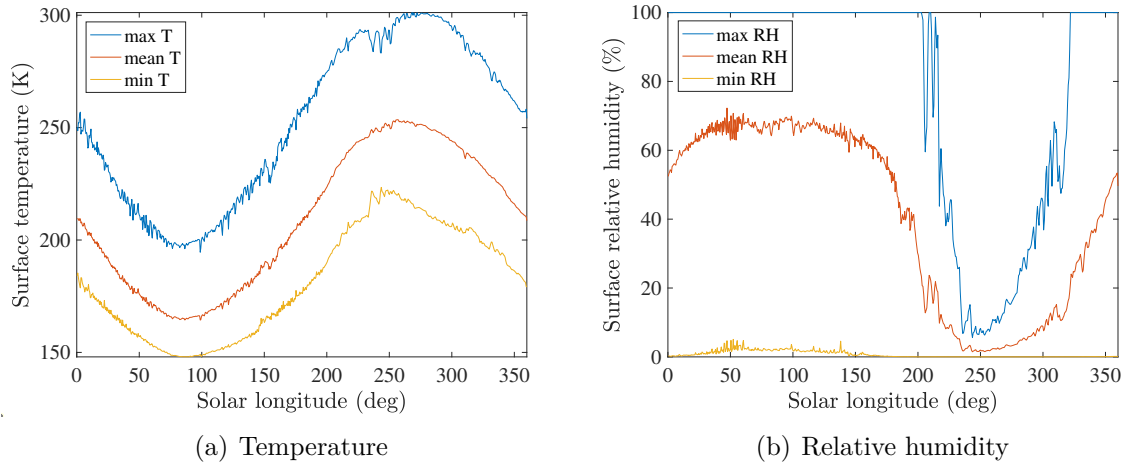 300
250
200
150
Surface temperature (K)
max T
mean T
min T
0 50 100 150 200 250 300 350
Solar longitude (deg)
(a) Temperature
100
80
60
40
20
0
Surface relative humidity (%)
max RH
mean RH
min RH
0 50 100 150 200 250 300 350
Solar longitude (deg)
(b) Relative humidity